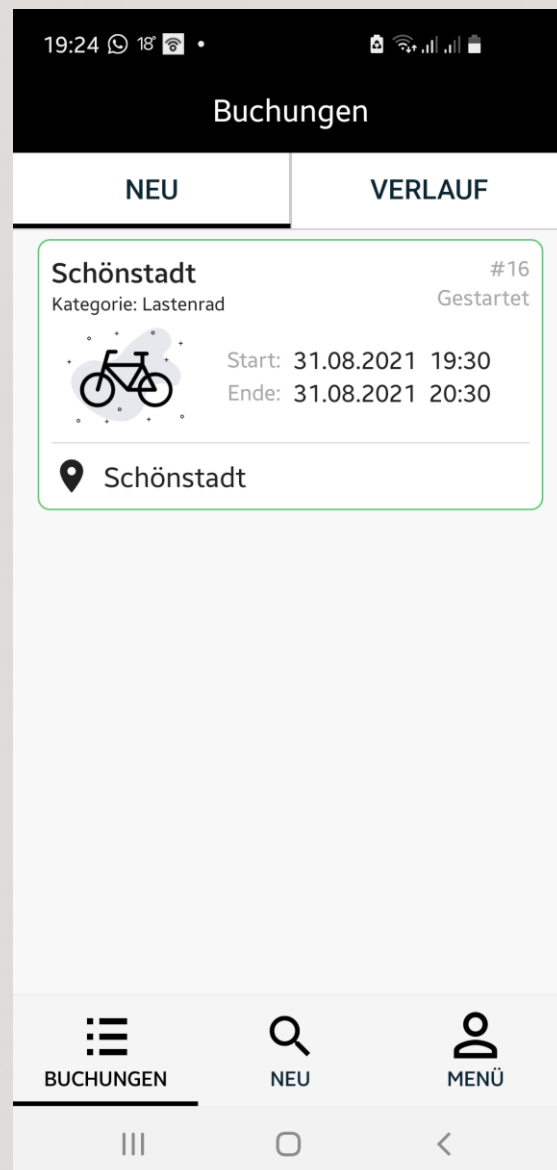 19:24 18°
Buchungen
NEU VERLAUF
Schönstadt #16
Kategorie: Lastenrad Gestartet
Start: 31.08.2021 19:30
Ende: 31.08.2021 20:30
Schönstadt
BUCHUNGEN NEU MENÜ